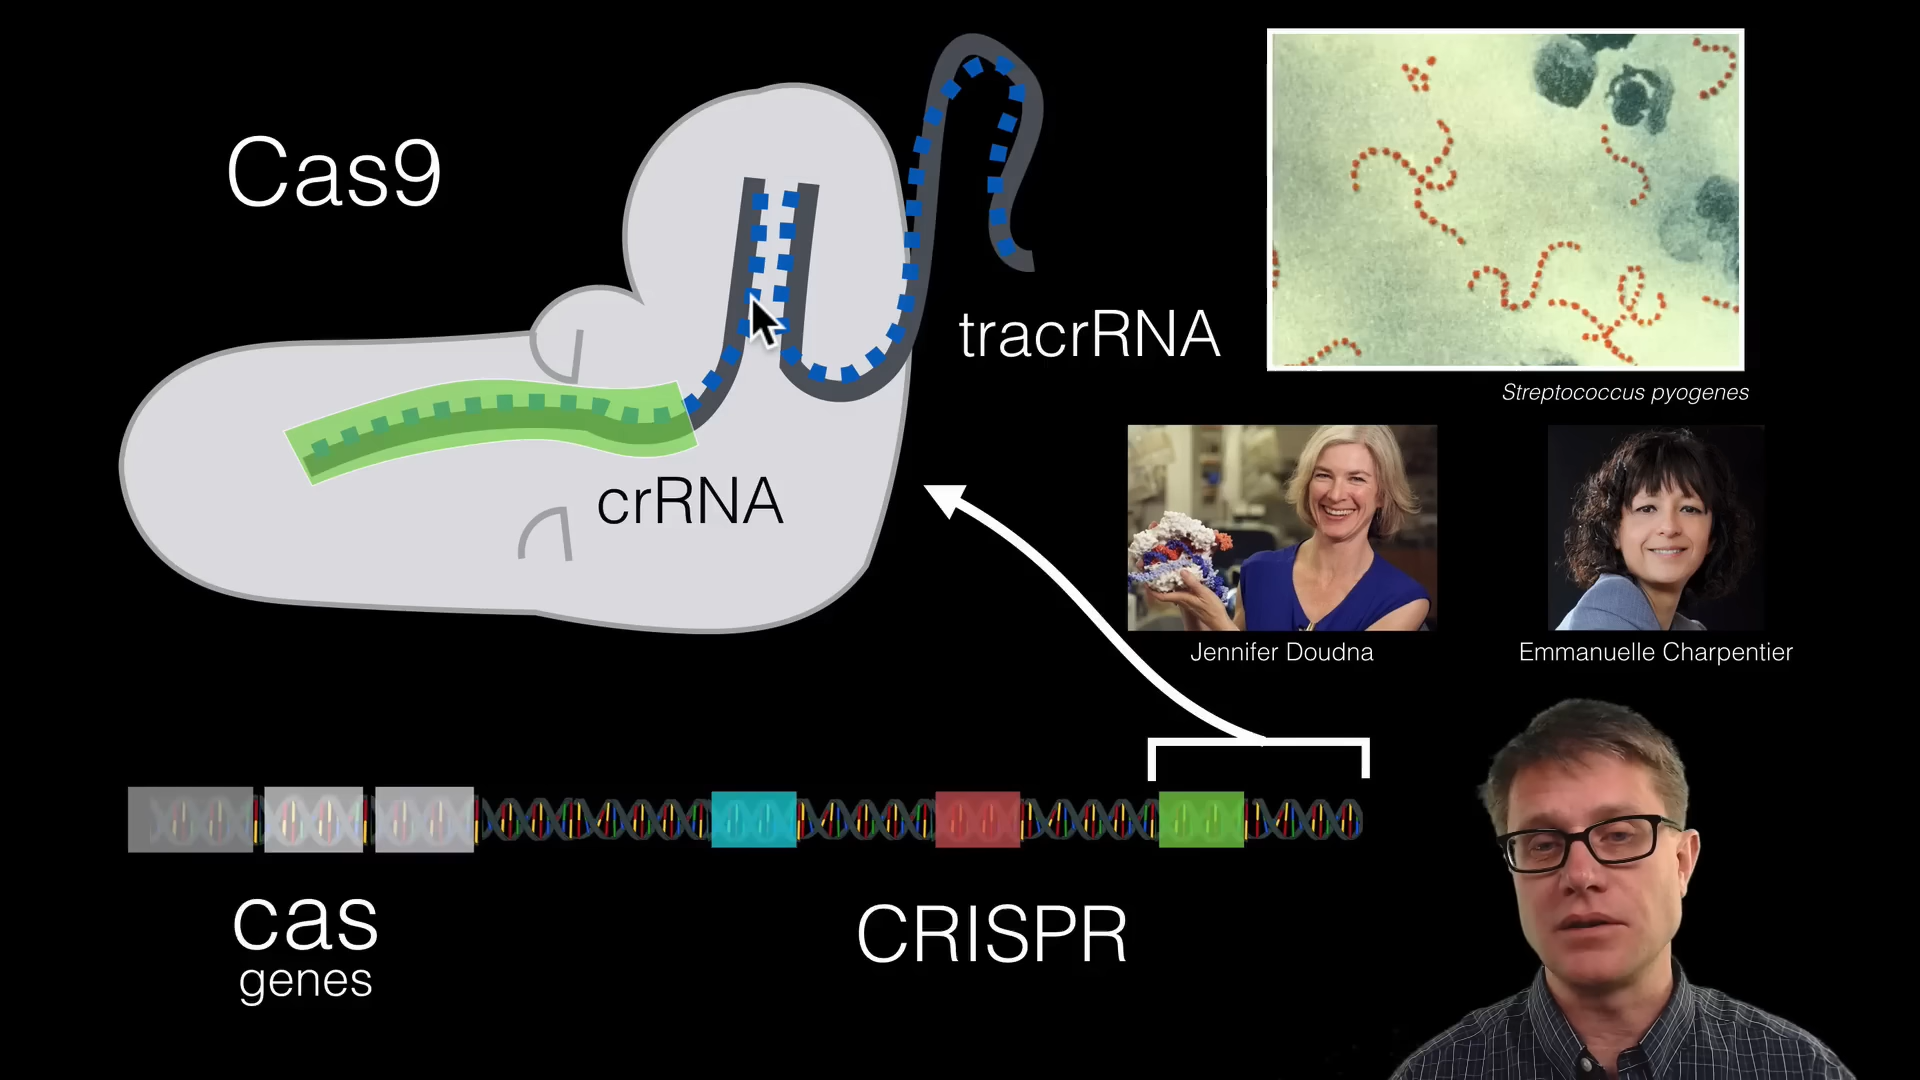 Cas9
tracrRNA
crRNA
Streptococcus pyogenes
Jennifer Doudna
Emmanuelle Charpentier
cas
genes
CRISPR